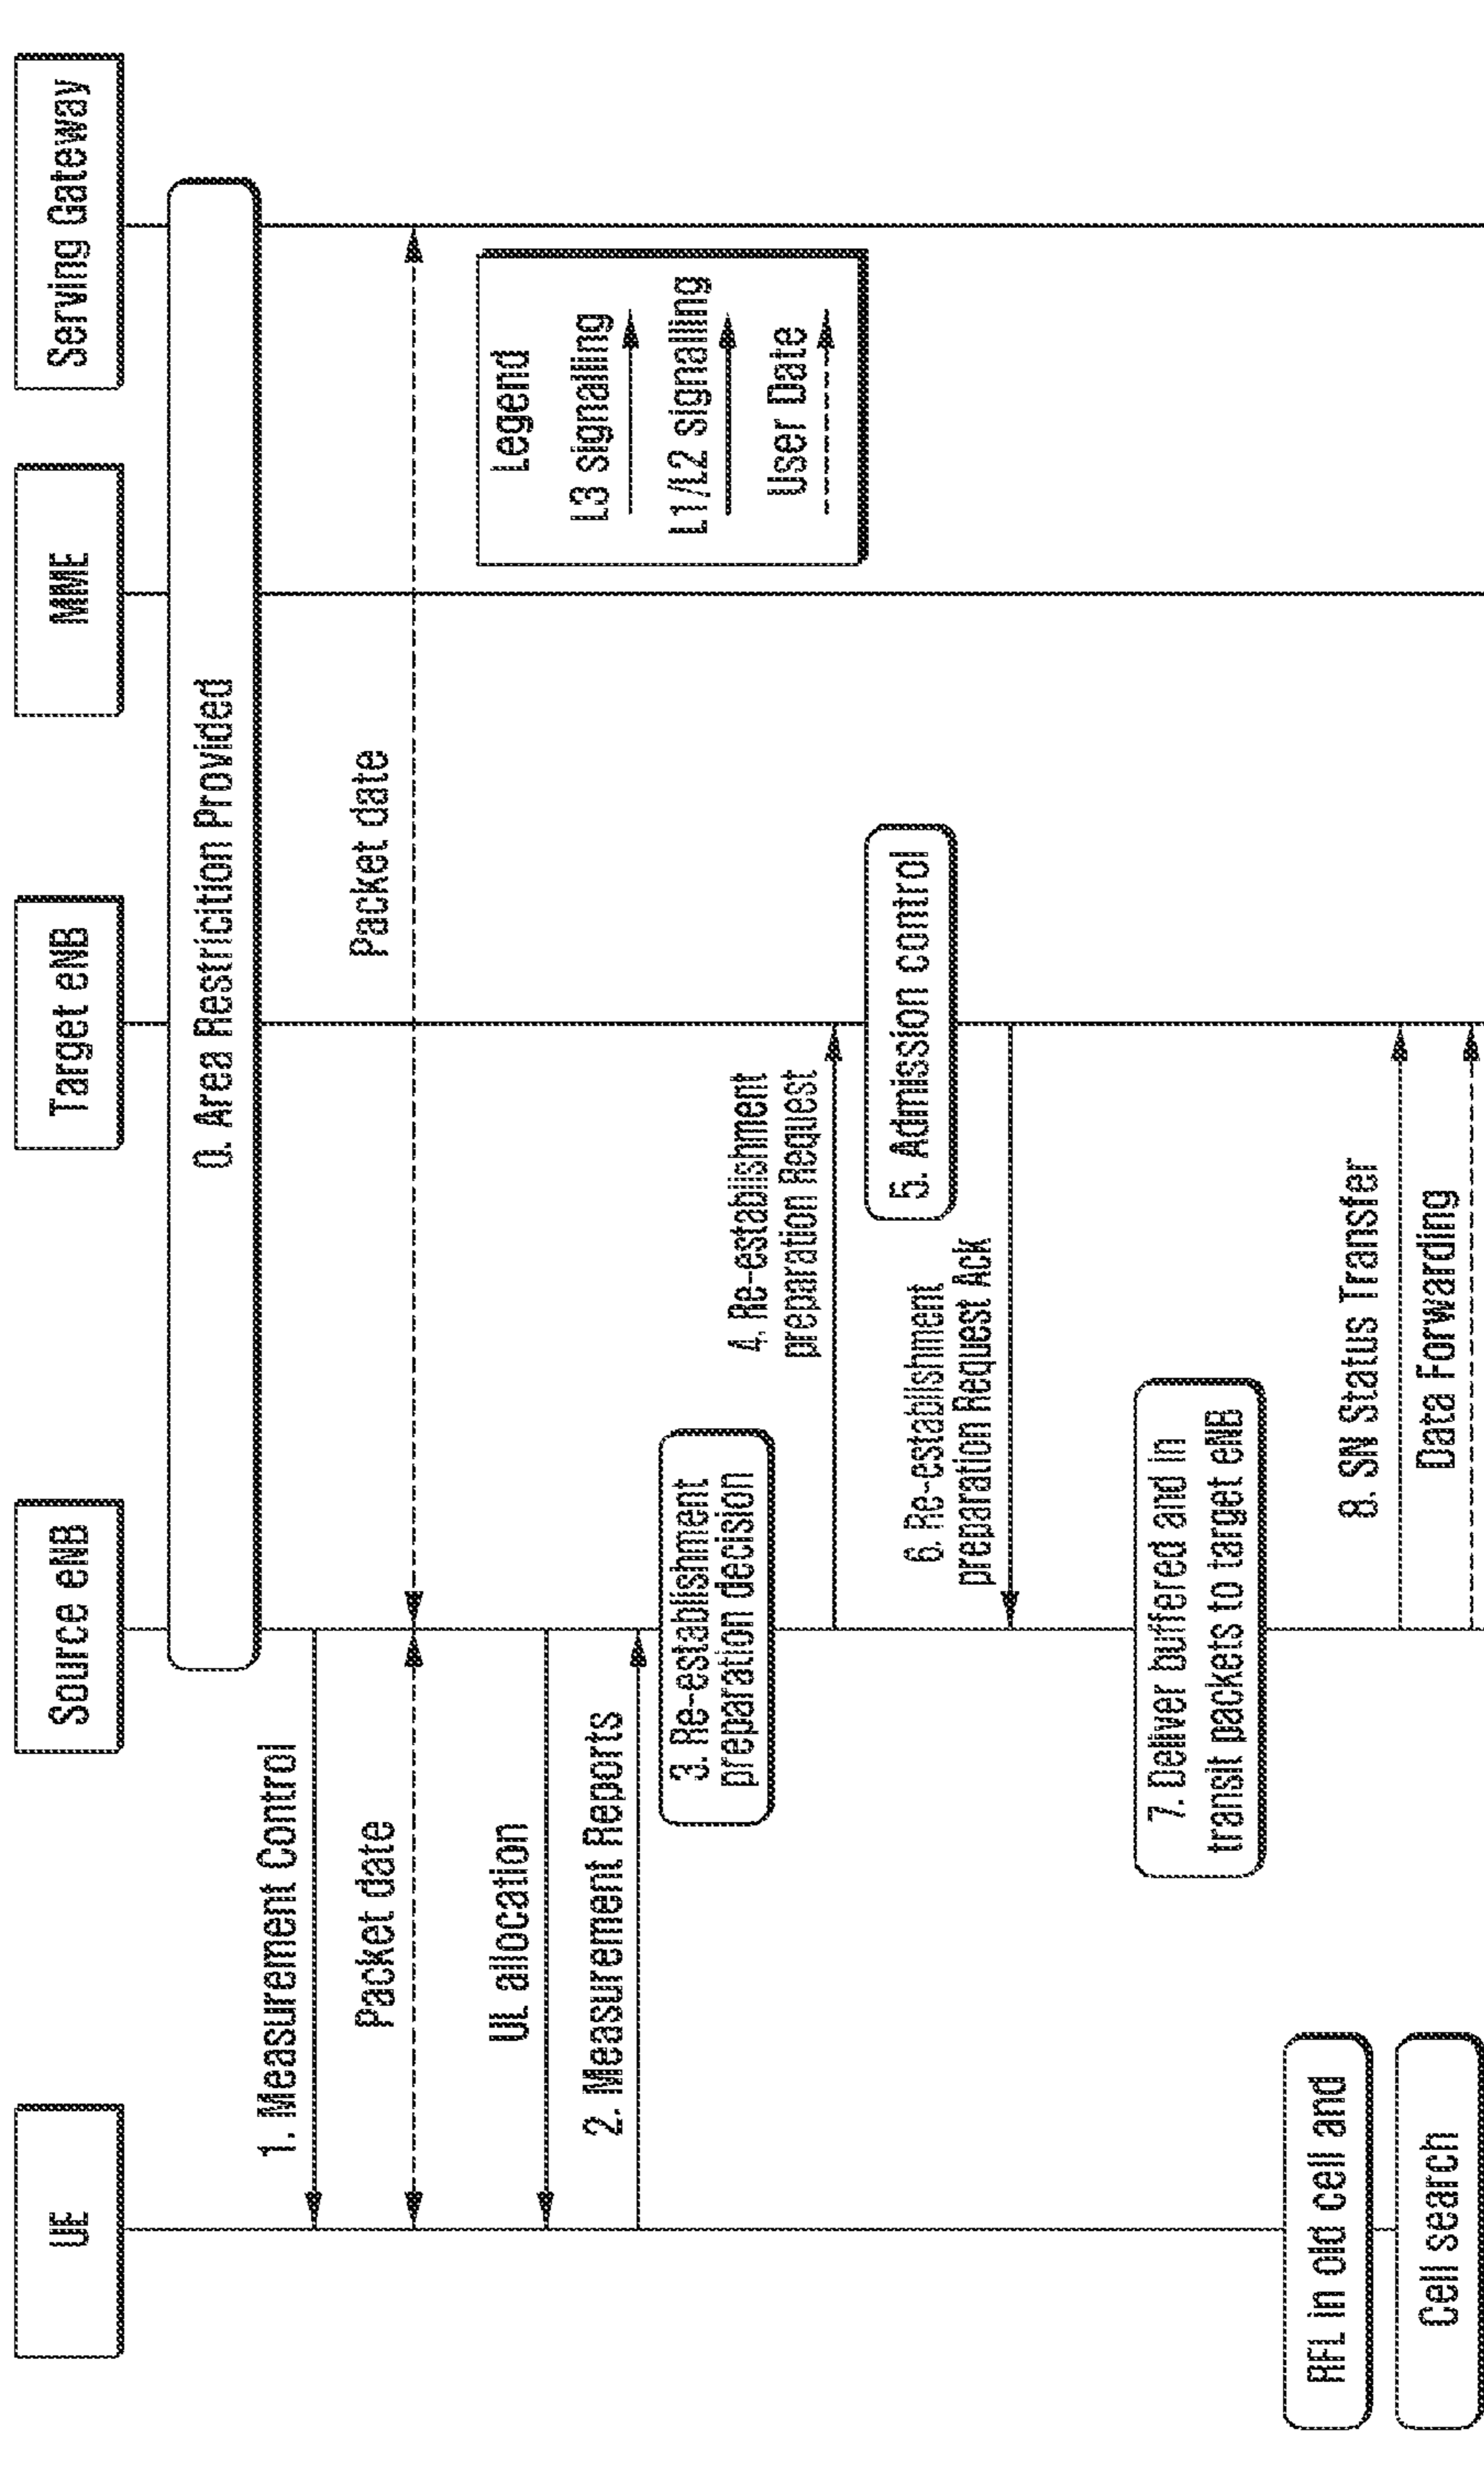 UE
Source eNB
Target eNB
MME
Serving Gateway
0. Area Restricition Provided
1. Measurement Control
Packet date
Packet date
UL allocation
2. Measurement Reports
Legend
L3 signalling
L1/L2 signalling
User Date
3. Re-establishment
preparation decision
4. Re-establishment
preparation Request
5. Admission control
6. Re-establishment
preparation Request Ack
7. Deliver buffered and in
transit packets to target eNB
RFL in old cell and
Cell search
8. SN Status Transfer
Data Forwarding